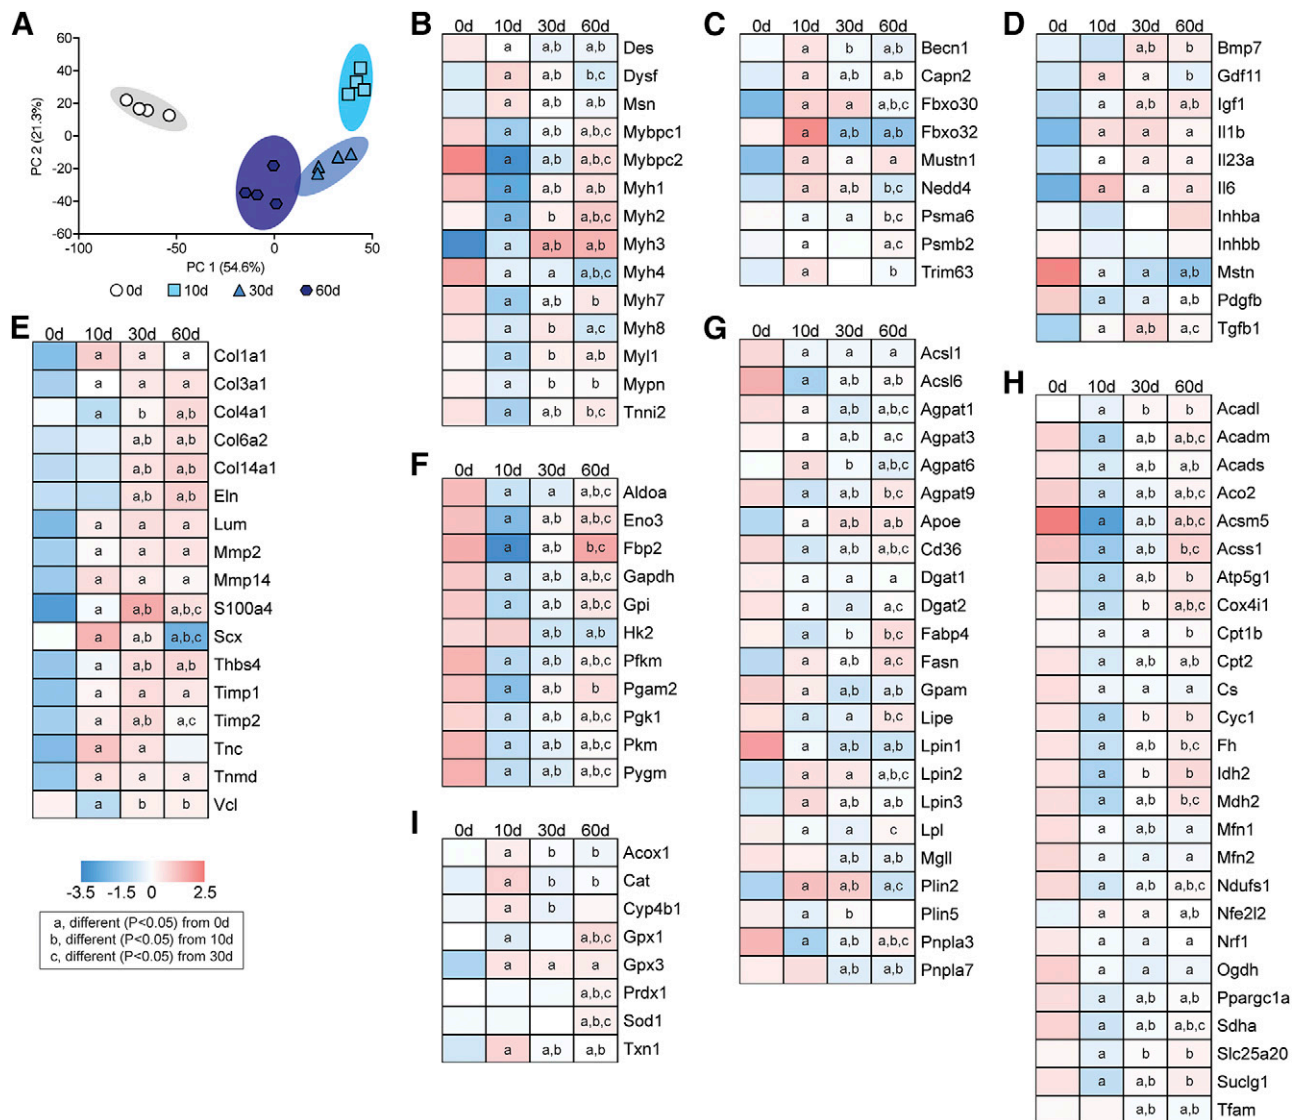 A
60
40
20
0
-20
-40
-60
PC 2 (21.3%)
-100 -50 0 50
PC 1 (54.6%)
0d 10d 30d 60d
B
0d 10d 30d 60d
a a,b a,b Des
a a,b b,c Dysf
a a,b a,b Msn
a a,b a,b,c Mybpc1
a a,b a,b,c Mybpc2
a a,b a,b Myh1
a b a,b,c Myh2
a a,b a,b Myh3
a a a,b,c Myh4
a a,b b Myh7
a b a,c Myh8
a b a,b Myl1
a b b Mypn
a a,b b,c Tnni2
C
0d 10d 30d 60d
a b a,b Becn1
a a,b a,b Capn2
a a a,b,c Fbxo30
a a,b a,b Fbxo32
a a a Mustn1
a a,b b,c Nedd4
a a b,c Psma6
a a,c Psmb2
a b Trim63
D
0d 10d 30d 60d
a,b b Bmp7
a a b Gdf11
a a,b a,b Igf1
a a a Il1b
a a a Il23a
a a a Il6
Inhba
Inhbb
a a a,b Mstn
a a a,b Pdgfb
a a,b a,c Tgfb1
E
0d 10d 30d 60d
a a a Col1a1
a a a Col3a1
a b a,b Col4a1
a,b a,b Col6a2
a,b a,b Col14a1
a,b a,b Eln
a a a Lum
a a a Mmp2
a a a Mmp14
a a,b a,b,c S100a4
a a,b a,b,c Scx
a a,b a,b Thbs4
a a a Timp1
a a,b a,c Timp2
a a Tnc
a a a Tnmd
a b b Vcl
-3.5 -1.5 0 2.5
a, different (P<0.05) from 0d
b, different (P<0.05) from 10d
c, different (P<0.05) from 30d
F
0d 10d 30d 60d
a a a,b,c Aldoa
a a,b a,b,c Eno3
a a,b b,c Fbp2
a a,b a,b,c Gapdh
a a,b a,b,c Gpi
a,b a,b Hk2
a a,b a,b,c Pfkm
a a,b b Pgam2
a a,b a,b,c Pgk1
a a,b a,b,c Pkm
a a,b a,b,c Pygm
G
0d 10d 30d 60d
a a a Acsl1
a a,b a,b Acsl6
a a,b a,b,c Agpat1
a a,b a,c Agpat3
a b a,b,c Agpat6
a a,b b,c Agpat9
a a,b a,b Apoe
a a,b a,b,c Cd36
a a a Dgat1
a a a,c Dgat2
a b b,c Fabp4
a a,b a,c Fasn
a a,b a,b Gpam
a a b,c Lipe
a a,b a,b Lpin1
a a a,b,c Lpin2
a a,b a,b Lpin3
a a c Lpl
a,b a,b Mgll
a a,b a,c Plin2
a b Plin5
a a,b a,b,c Pnpla3
a,b a,b Pnpla7
H
0d 10d 30d 60d
a b b Acadl
a a,b a,b,c Acadm
a a,b a,b Acads
a a,b a,b,c Aco2
a a,b a,b,c Acsm5
a a,b b,c Acss1
a a,b b Atp5g1
a b a,b,c Cox4i1
a a b Cpt1b
a a,b a,b Cpt2
a a a Cs
a b b Cyc1
a a,b b,c Fh
a b b Idh2
a a,b b,c Mdh2
a a,b a Mfn1
a a a Mfn2
a a,b a,b,c Ndufs1
a a a,b Nfe2l2
a a a Nrf1
a a a Ogdh
a a,b a,b Ppargc1a
a a,b a,b,c Sdha
a b b Slc25a20
a a,b b Suclg1
a,b a,b Tfam
I
0d 10d 30d 60d
a b b Acox1
a b b Cat
a b Cyp4b1
a a,b,c Gpx1
a a a Gpx3
a,b,c Prdx1
a,b,c Sod1
a a,b a,b Txn1